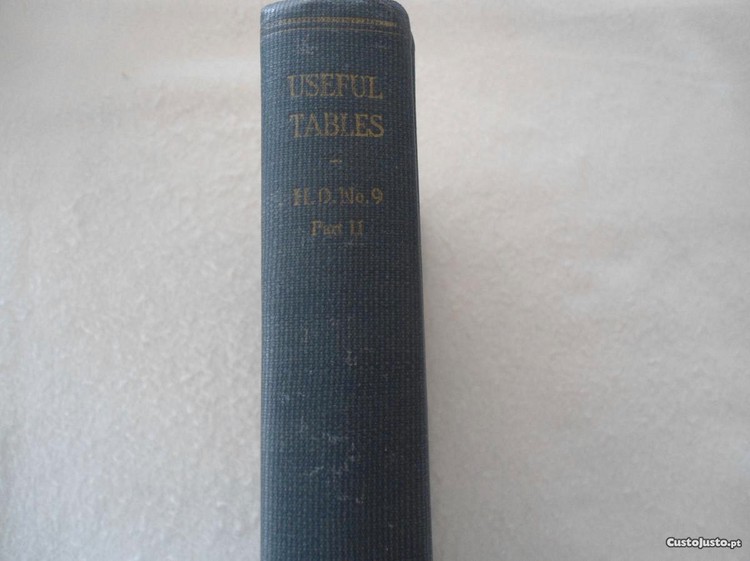 USEFUL
TABLES
H. O. No. 9
Part II
CustoJusto.pt